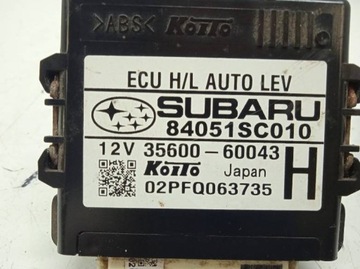 >ABS< KOITO
ECU H/L AUTO LEV
SUBARU
84051SC010
12V 35600-60043
KOITO Japan H
02PFQ063735